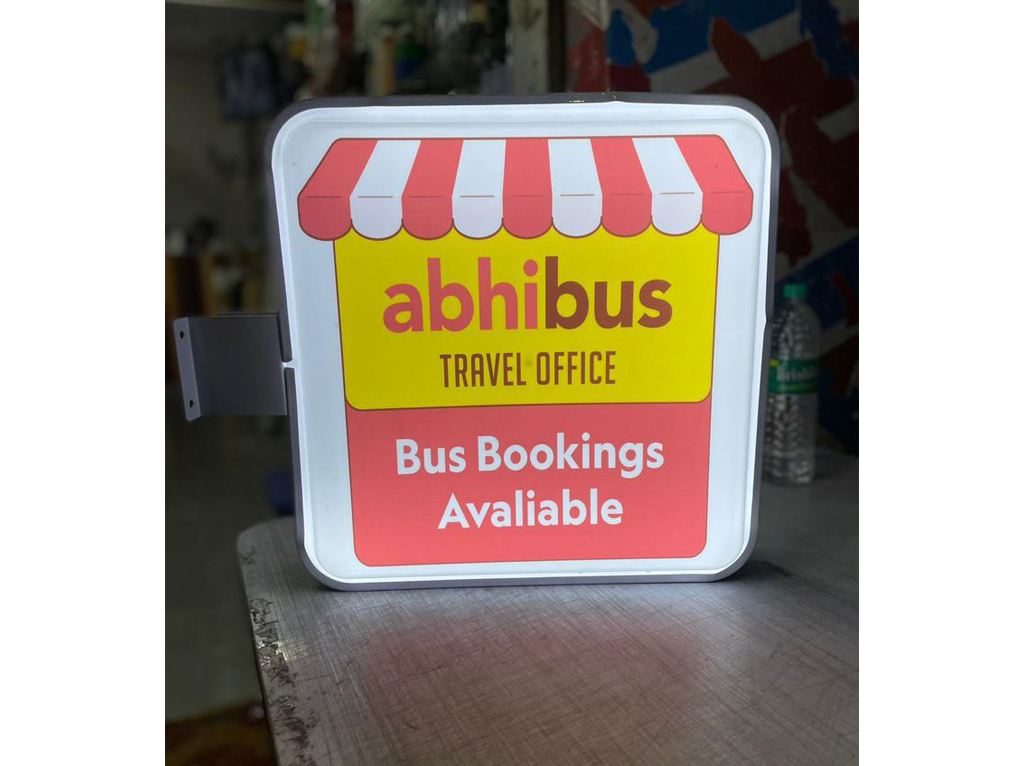 abhibus
TRAVEL OFFICE
Bus Bookings
Avaliable